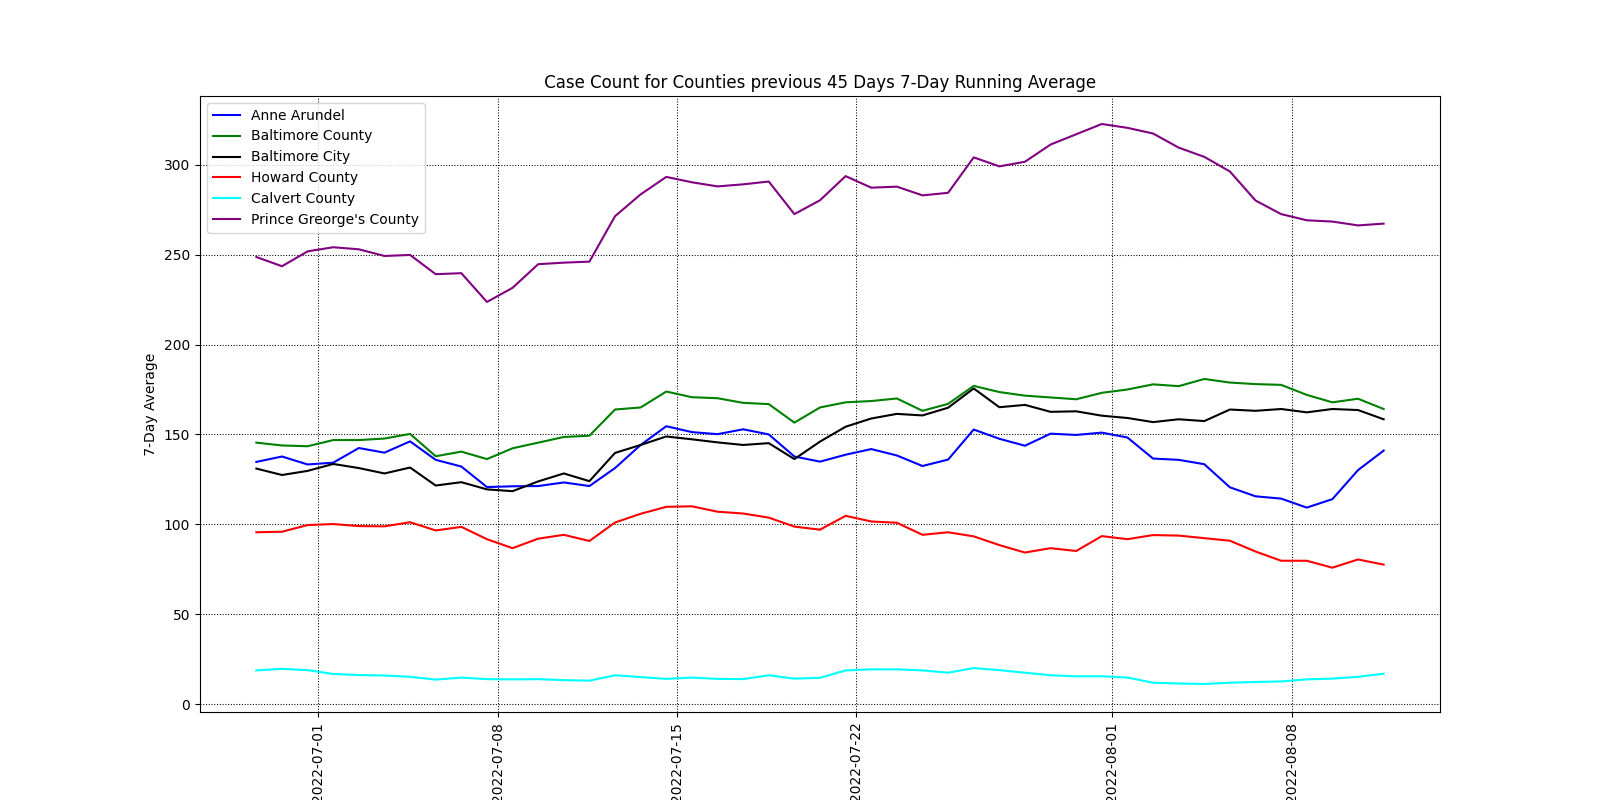 Case Count for Counties previous 45 Days 7-Day Running Average
Anne Arundel
Baltimore County
Baltimore City
Howard County
Calvert County
Prince Greorge's County
7-Day Average
300
250
200
150
100
50
0
2022-07-01
2022-07-08
2022-07-15
2022-07-22
2022-08-01
2022-08-08